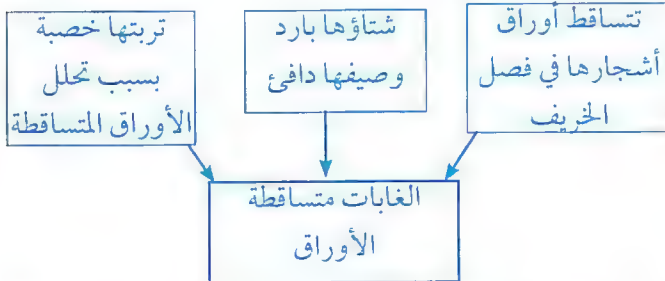 تتساقط أوراق
أشجارها في فصل
الخريف
شتاؤها بارد
وصيفها دافئ
تربتها خصبة
بسبب تحلل
الأوراق المتساقطة
الغابات متساقطة
الأوراق